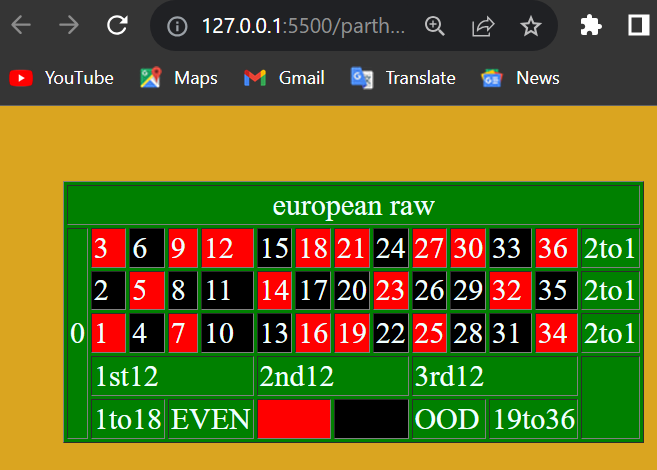 127.0.0.1:5500/parth...
YouTube Maps Gmail Translate News
european raw
3 6 9 12 15 18 21 24 27 30 33 36 2to1
2 5 8 11 14 17 20 23 26 29 32 35 2to1
0 1 4 7 10 13 16 19 22 25 28 31 34 2to1
1st12 2nd12 3rd12
1to18 EVEN OOD 19to36